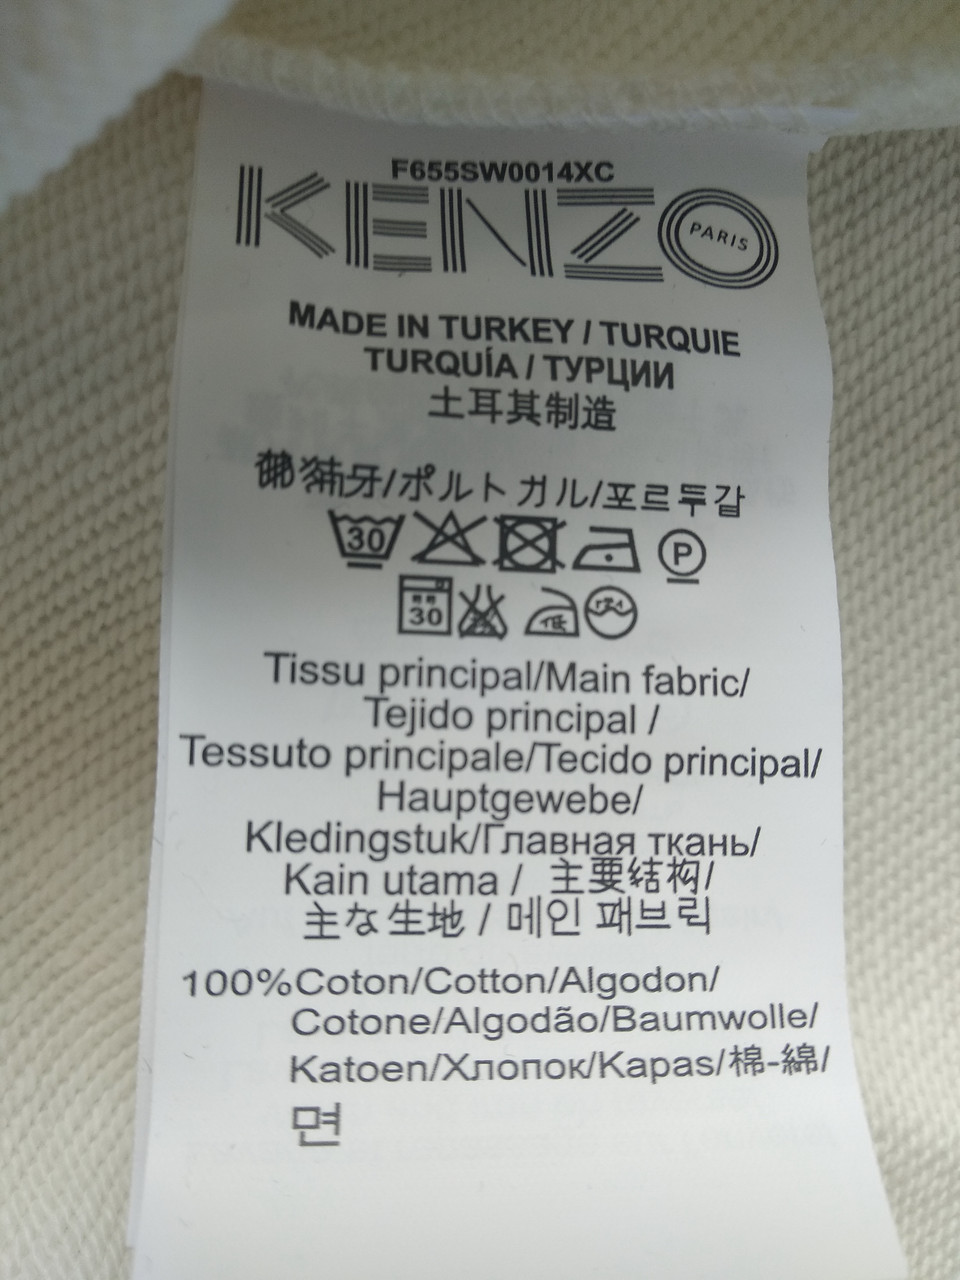 F655SW0014XC
KENZO PARIS
MADE IN TURKEY / TURQUIE
TURQUÍA / ТУРЦИИ
土耳其制造
葡萄牙/ポルトガル/포르투갈
30 P
30 低
Tissu principal/Main fabric/
Tejido principal /
Tessuto principale/Tecido principal/
Hauptgewebe/
Kledingstuk/Главная ткань/
Kain utama / 主要结构/
主な生地 / 메인 패브릭
100%Coton/Cotton/Algodon/
Cotone/Algodão/Baumwolle/
Katoen/Хлопок/Kapas/棉-綿/
면